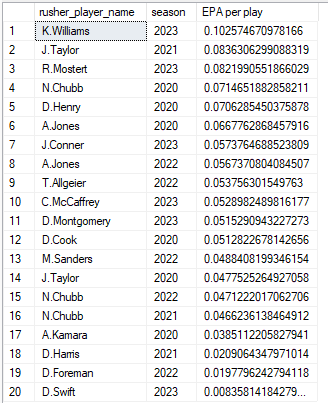 rusher_player_name season EPA per play
1 K.Williams 2023 0.102574670978166
2 J.Taylor 2021 0.0836306299088319
3 R.Mostert 2023 0.0821990551866029
4 N.Chubb 2020 0.0714651882858211
5 D.Henry 2020 0.0706285450375878
6 A.Jones 2020 0.0667762868457916
7 J.Conner 2023 0.0573764688523809
8 A.Jones 2022 0.0567370804084507
9 T.Allgeier 2022 0.053756301549763
10 C.McCaffrey 2023 0.0528982489816177
11 D.Montgomery 2023 0.0515290943227273
12 D.Cook 2020 0.0512822678142656
13 M.Sanders 2022 0.0488408199346154
14 J.Taylor 2020 0.0477525264927058
15 N.Chubb 2022 0.0471222017062706
16 N.Chubb 2021 0.0466236138464912
17 A.Kamara 2020 0.0385112205827941
18 D.Harris 2021 0.0209064347971014
19 D.Foreman 2022 0.0197796242794118
20 D.Swift 2023 0.00835814184279...